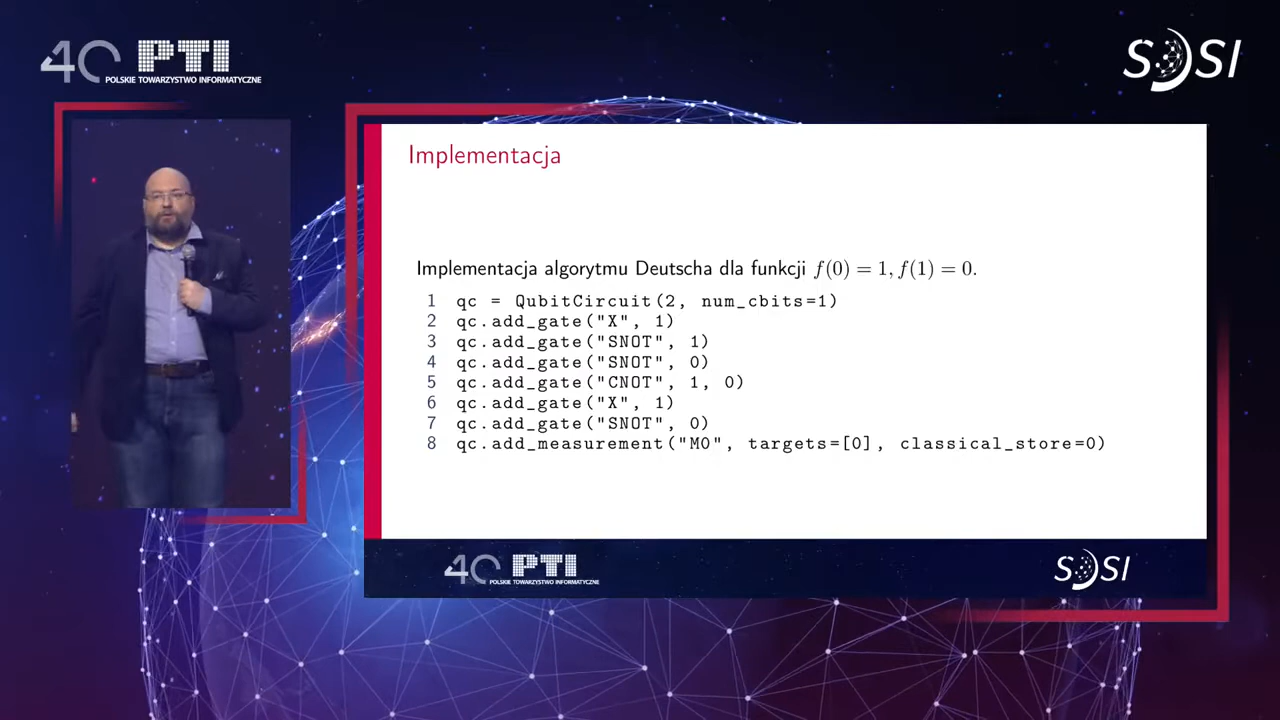 40 PTI
POLSKIE TOWARZYSTWO INFORMATYCZNE
SOSI
Implementacja
Implementacja algorytmu Deutscha dla funkcji f(0) = 1, f(1) = 0.
1 qc = QubitCircuit(2, num_cbits=1)
2 qc.add_gate("X", 1)
3 qc.add_gate("SNOT", 1)
4 qc.add_gate("SNOT", 0)
5 qc.add_gate("CNOT", 1, 0)
6 qc.add_gate("X", 1)
7 qc.add_gate("SNOT", 0)
8 qc.add_measurement("M0", targets=[0], classical_store=0)
40 PTI
POLSKIE TOWARZYSTWO INFORMATYCZNE
SOSI